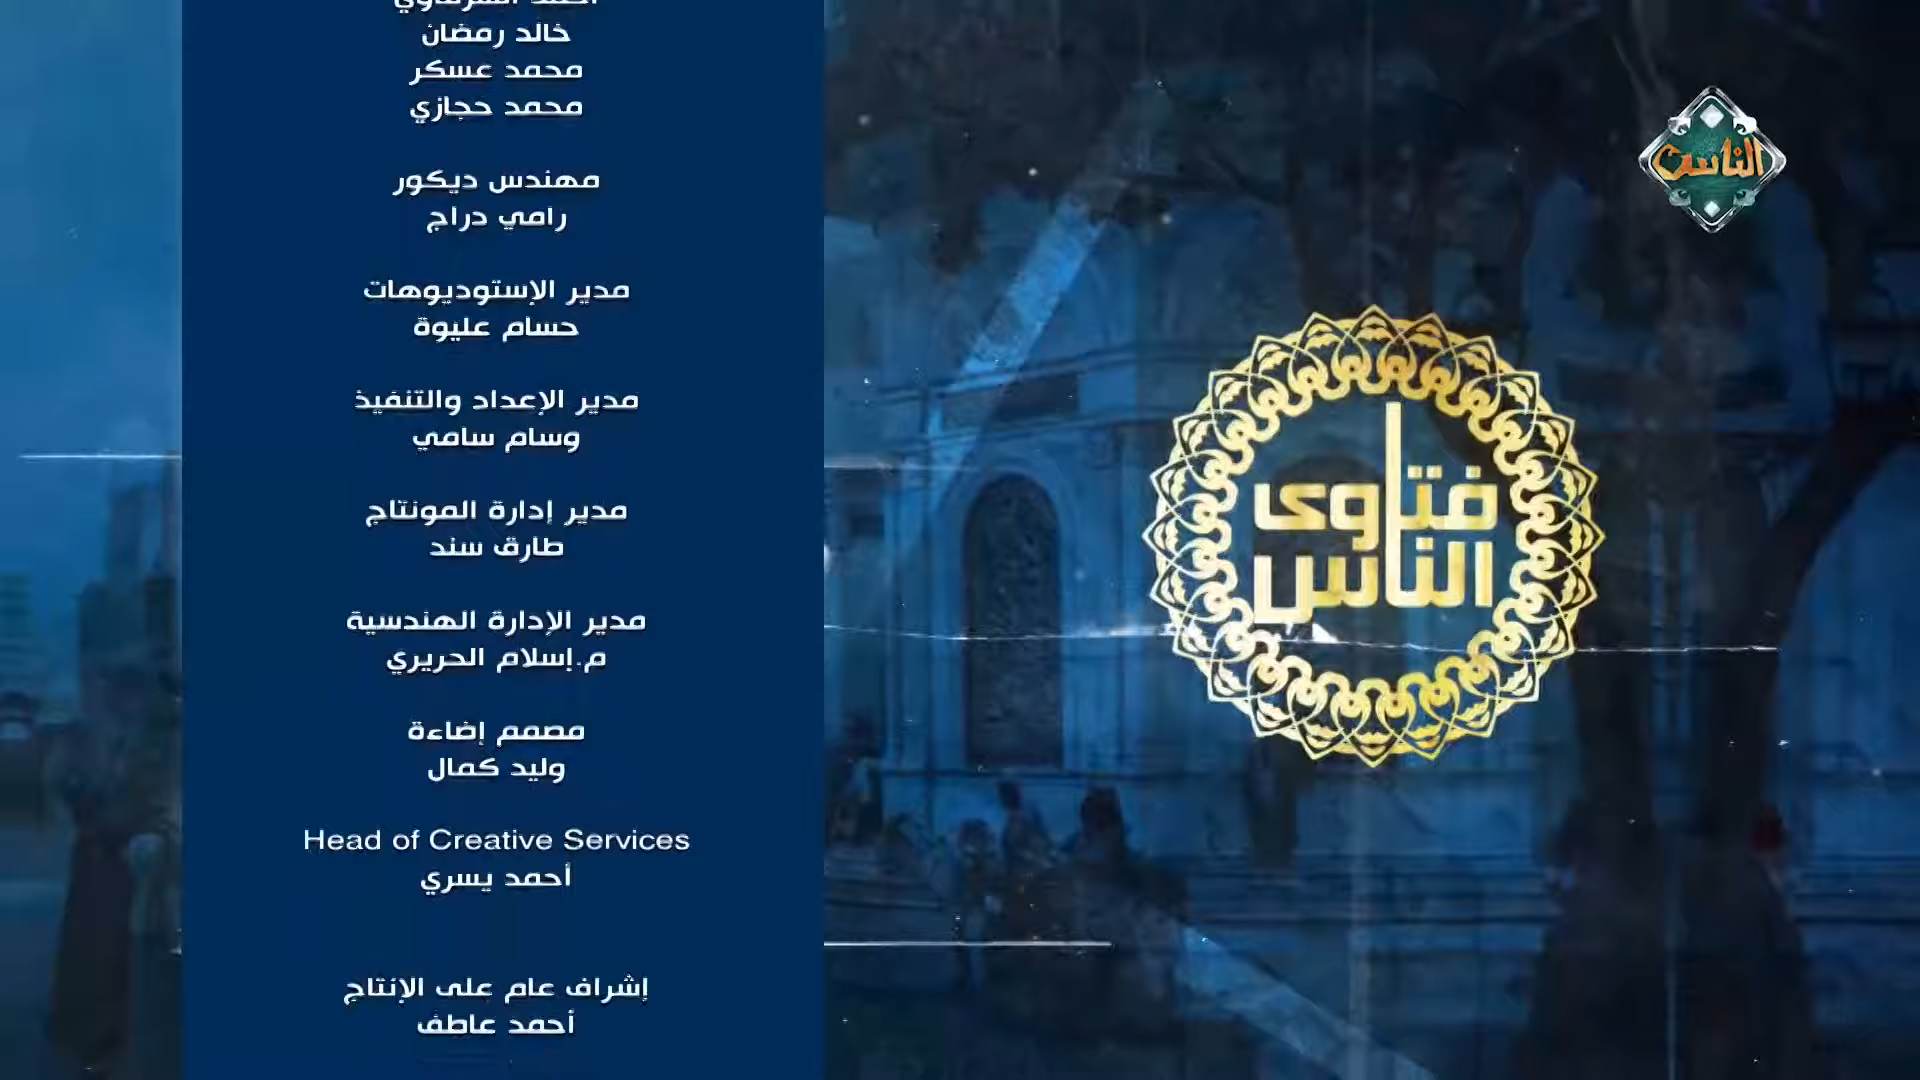 خالد رمضان
محمد عسكر
محمد حجازي
مهندس ديكور
رامي دراج
مدير الإستوديوهات
حسام عليوة
مدير الإعداد والتنفيذ
وسام سامي
مدير إدارة المونتاج
طارق سند
مدير الإدارة الهندسية
م.إسلام الحريري
مصمم إضاءة
وليد كمال
Head of Creative Services
أحمد يسري
إشراف عام على الإنتاج
أحمد عاطف
الناس
فتاوى
الناس